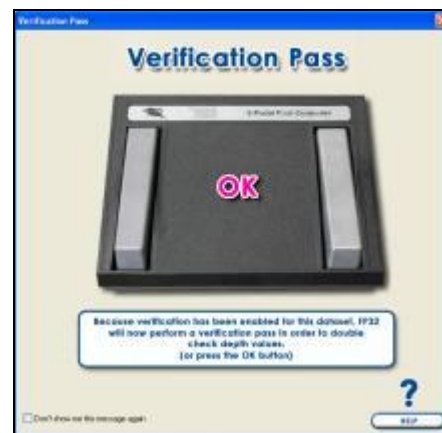 Verification Pass
Verification Pass
OK
Because verification has been enabled for this dataset, FF32
will now perform a verification pass in order to double
check depth values.
(or press the OK button)
?
Don't show me this message again
HELP